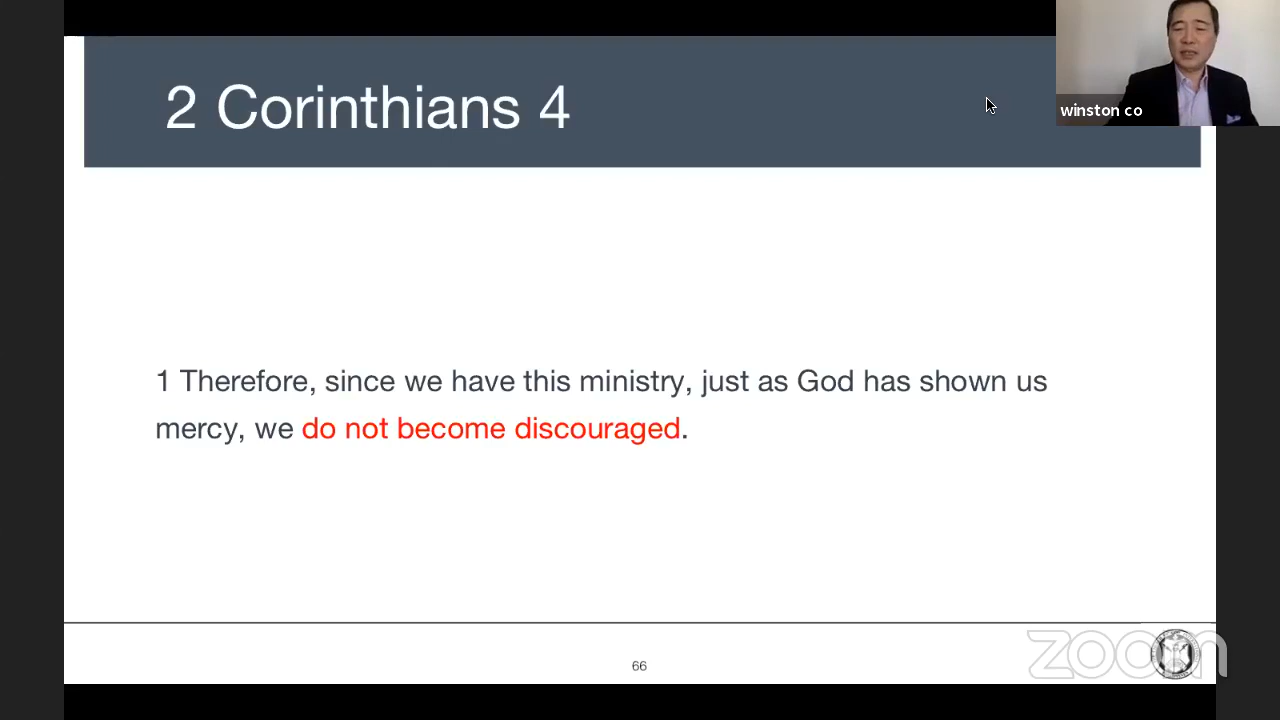 2 Corinthians 4
winston co
1 Therefore, since we have this ministry, just as God has shown us
mercy, we do not become discouraged.
66
zoom